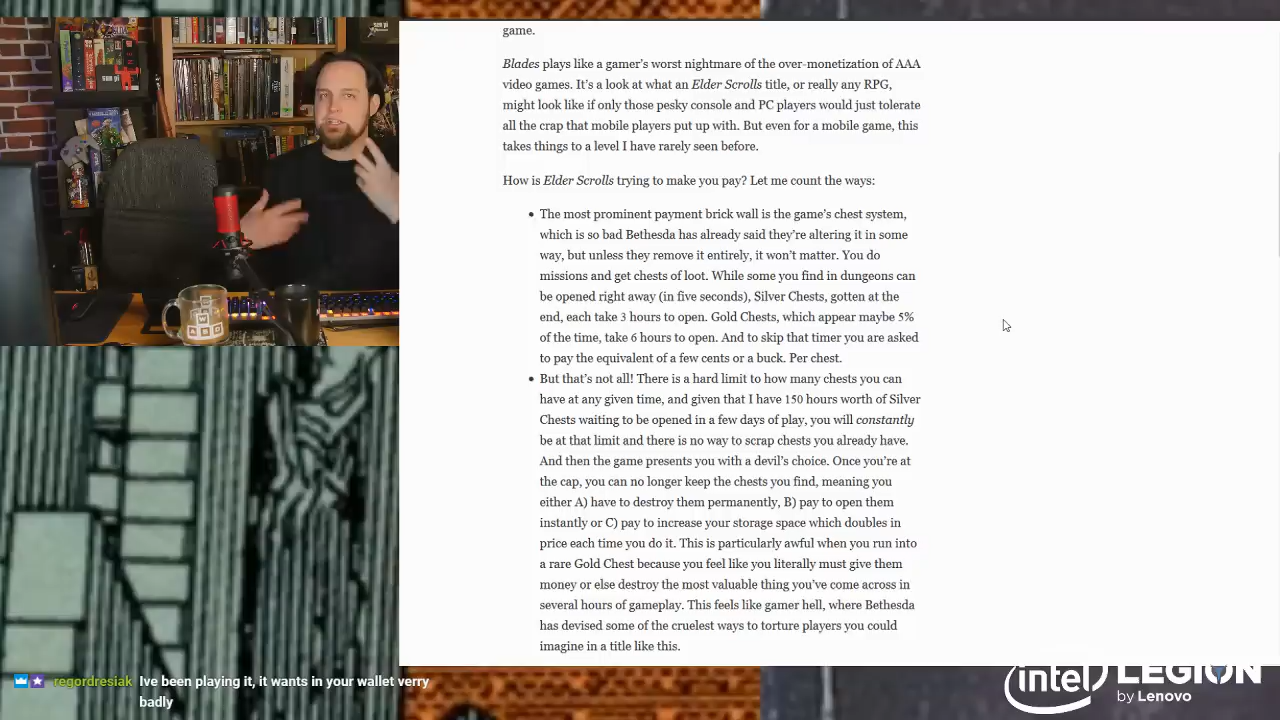 game.
Blades plays like a gamer's worst nightmare of the over-monetization of AAA
video games. It's a look at what an Elder Scrolls title, or really any RPG,
might look like if only those pesky console and PC players would just tolerate
all the crap that mobile players put up with. But even for a mobile game, this
takes things to a level I have rarely seen before.
How is Elder Scrolls trying to make you pay? Let me count the ways:
• The most prominent payment brick wall is the game's chest system,
which is so bad Bethesda has already said they're altering it in some
way, but unless they remove it entirely, it won't matter. You do
missions and get chests of loot. While some you find in dungeons can
be opened right away (in five seconds), Silver Chests, gotten at the
end, each take 3 hours to open. Gold Chests, which appear maybe 5%
of the time, take 6 hours to open. And to skip that timer you are asked
to pay the equivalent of a few cents or a buck. Per chest.
• But that's not all! There is a hard limit to how many chests you can
have at any given time, and given that I have 150 hours worth of Silver
Chests waiting to be opened in a few days of play, you will constantly
be at that limit and there is no way to scrap chests you already have.
And then the game presents you with a devil's choice. Once you're at
the cap, you can no longer keep the chests you find, meaning you
either A) have to destroy them permanently, B) pay to open them
instantly or C) pay to increase your storage space which doubles in
price each time you do it. This is particularly awful when you run into
a rare Gold Chest because you feel like you literally must give them
money or else destroy the most valuable thing you've come across in
several hours of gameplay. This feels like gamer hell, where Bethesda
has devised some of the cruelest ways to torture players you could
imagine in a title like this.
regordresiak Ive been playing it, it wants in your wallet verry
badly
intel LEGION
by Lenovo